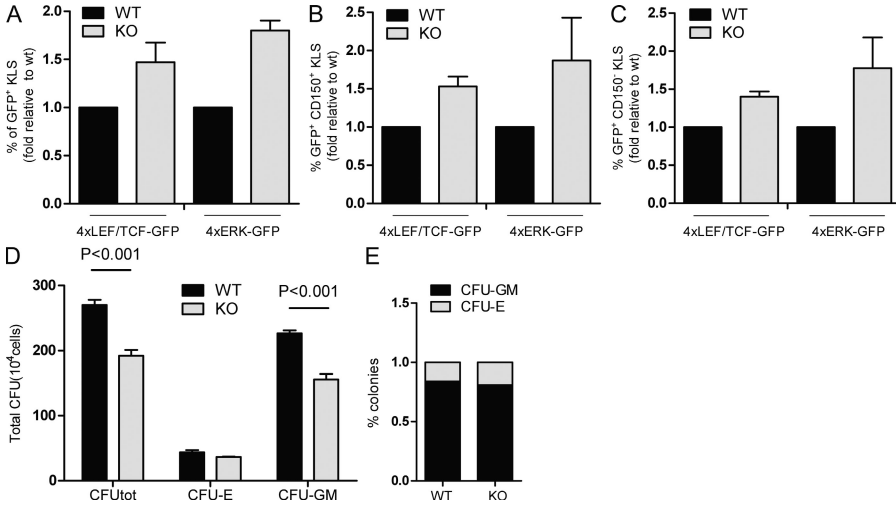 A
WT
KO
% of GFP⁺ KLS
(fold relative to wt)
2.0
1.5
1.0
0.5
0.0
4xLEF/TCF-GFP
4xERK-GFP
B
WT
KO
% GFP⁺ CD150⁺ KLS
(fold relative to wt)
2.5
2.0
1.5
1.0
0.5
0.0
4xLEF/TCF-GFP
4xERK-GFP
C
WT
KO
% GFP⁺ CD150⁻ KLS
(fold relative to wt)
2.5
2.0
1.5
1.0
0.5
0.0
4xLEF/TCF-GFP
4xERK-GFP
D
P<0.001
WT
KO
P<0.001
Total CFU(10⁴cells)
300
200
100
0
CFUtot
CFU-E
CFU-GM
E
CFU-GM
CFU-E
% colonies
1.5
1.0
0.5
0.0
WT
KO